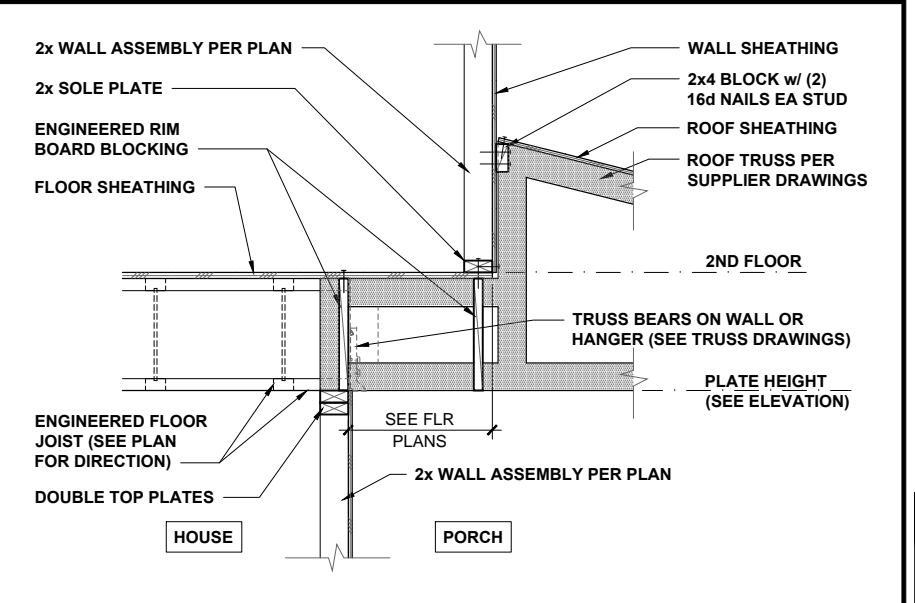 2x WALL ASSEMBLY PER PLAN
2x SOLE PLATE
ENGINEERED RIM
BOARD BLOCKING
FLOOR SHEATHING
WALL SHEATHING
2x4 BLOCK w/ (2)
16d NAILS EA STUD
ROOF SHEATHING
ROOF TRUSS PER
SUPPLIER DRAWINGS
2ND FLOOR
TRUSS BEARS ON WALL OR
HANGER (SEE TRUSS DRAWINGS)
PLATE HEIGHT
(SEE ELEVATION)
ENGINEERED FLOOR
JOIST (SEE PLAN
FOR DIRECTION)
DOUBLE TOP PLATES
SEE FLR
PLANS
2x WALL ASSEMBLY PER PLAN
HOUSE
PORCH